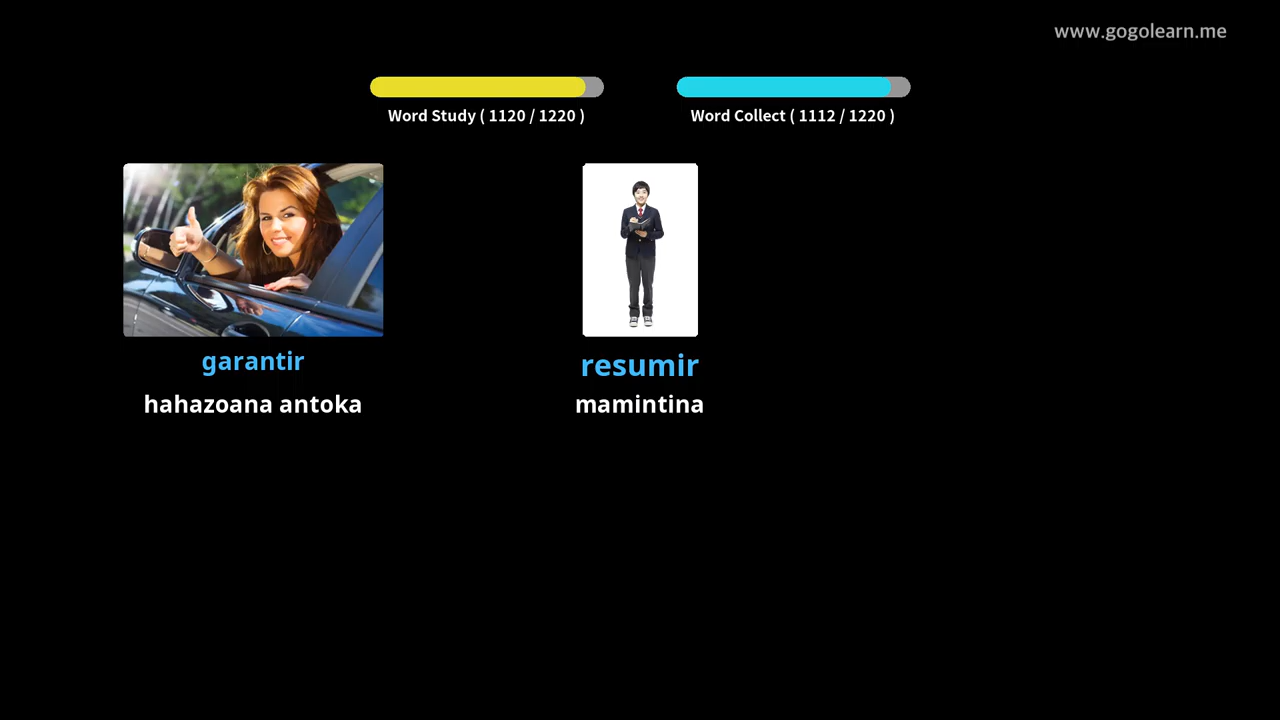 www.gogolearn.me
Word Study ( 1120 / 1220 )
Word Collect ( 1112 / 1220 )
garantir
hahazoana antoka
resumir
mamintina